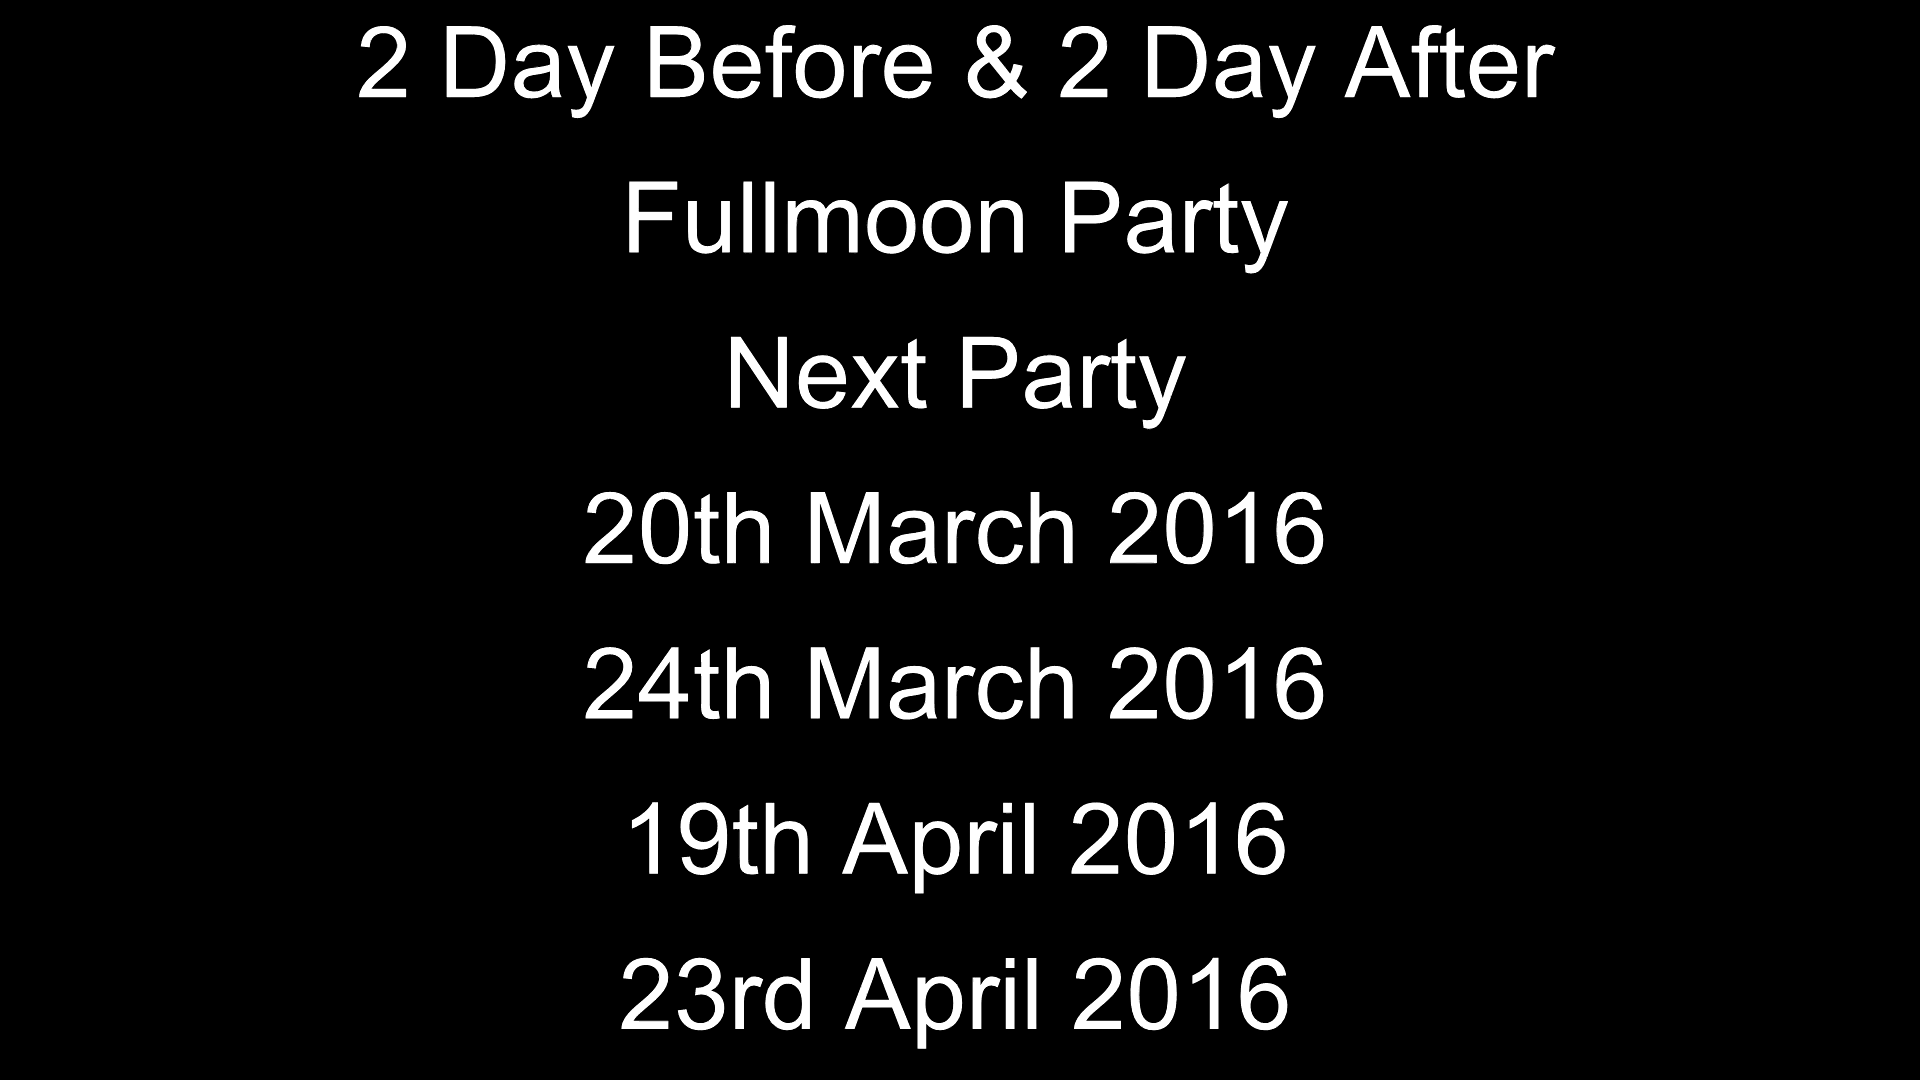 2 Day Before & 2 Day After
Fullmoon Party
Next Party
20th March 2016
24th March 2016
19th April 2016
23rd April 2016